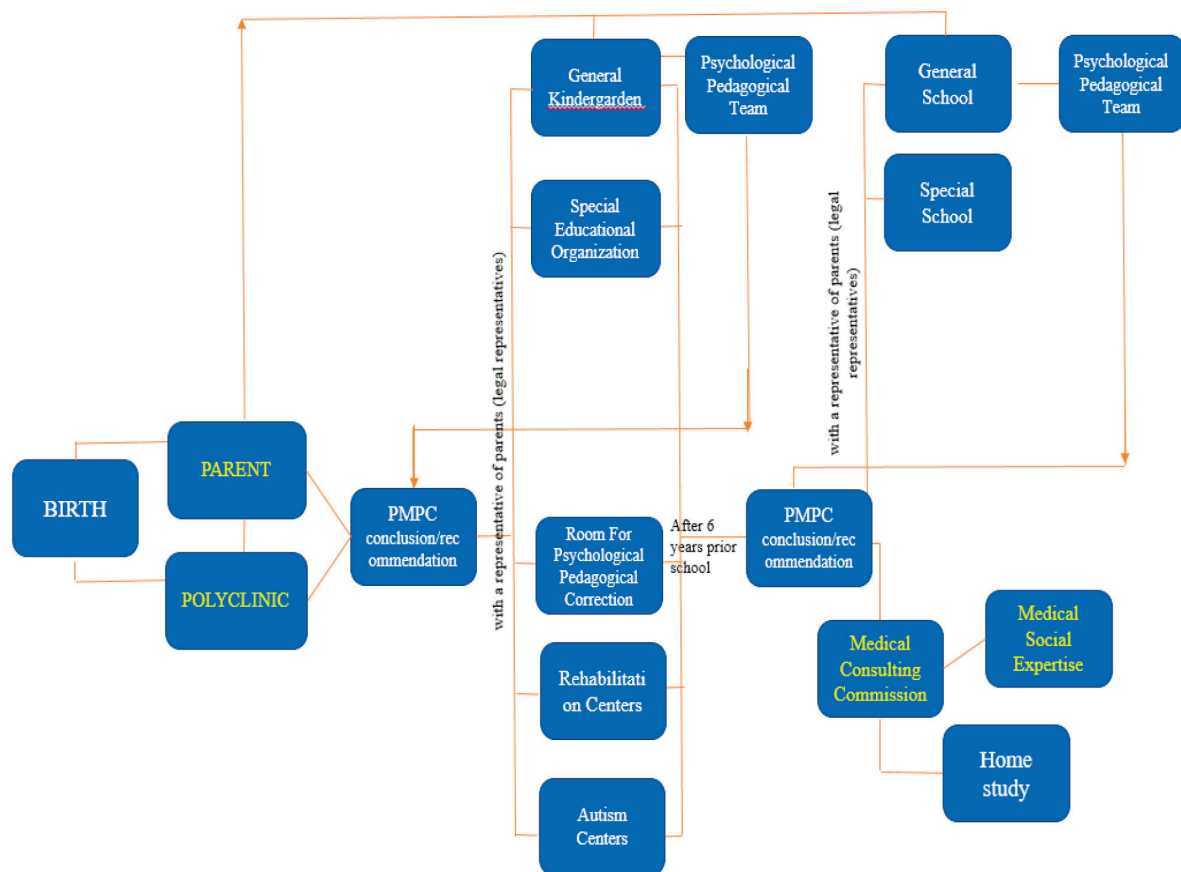 General
Kindergarden
Psychological
Pedagogical
Team
General
School
Psychological
Pedagogical
Team
Special
Educational
Organization
Special
School
with a representative of parents (legal representatives)
with a representative of parents (legal
representatives)
BIRTH
PARENT
POLYCLINIC
PMPC
conclusion/rec
ommendation
Room For
Psychological
Pedagogical
Correction
After 6
years prior
school
PMPC
conclusion/rec
ommendation
Rehabilitati
on Centers
Autism
Centers
Medical
Consulting
Commission
Medical
Social
Expertise
Home
study